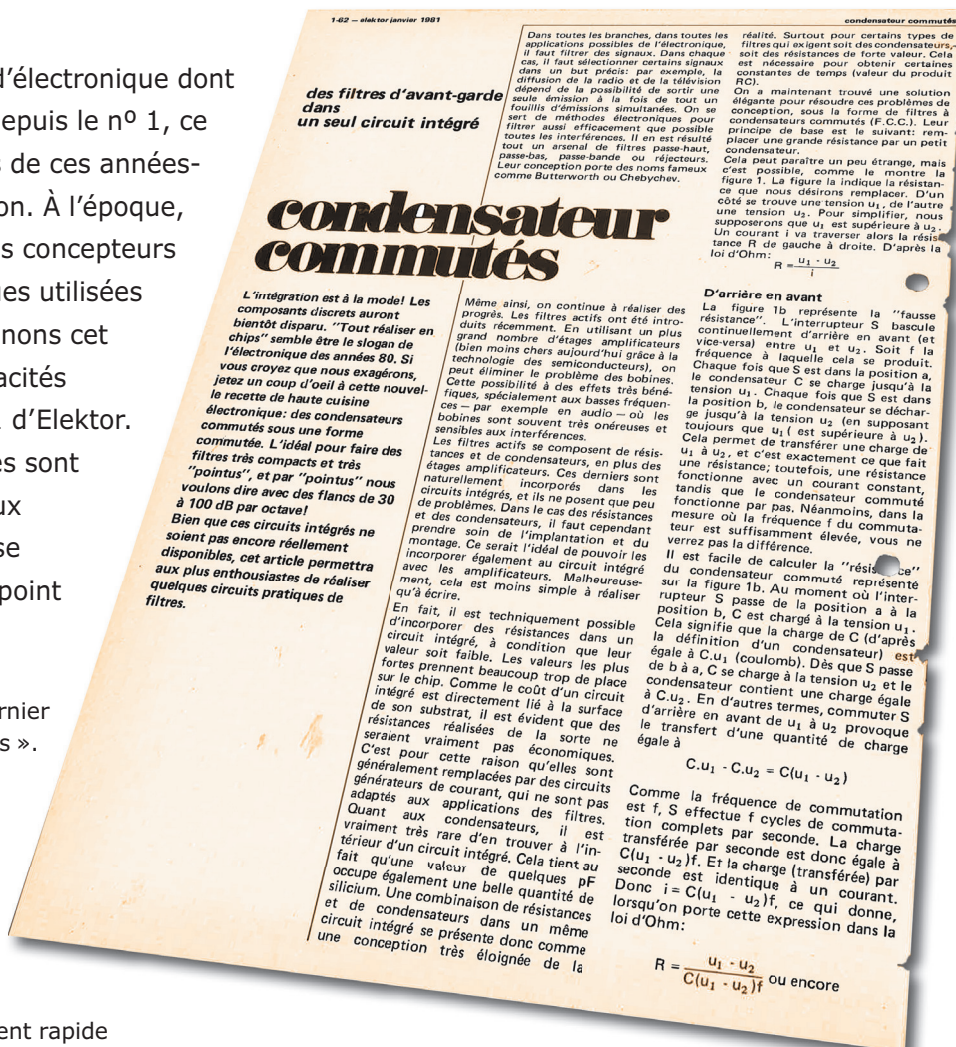 d'électronique dont
depuis le nº 1, ce
s de ces années-
on. À l'époque,
s concepteurs
ues utilisées
nons cet
acités
d'Elektor.
es sont
ux
se
point
rnier
s ».
ent rapide
1-62 — elektor janvier 1981
condensateur commutés
des filtres d'avant-garde
dans
un seul circuit intégré
condensateur
commutés
L'intégration est à la mode! Les
composants discrets auront
bientôt disparu. "Tout réaliser en
chips" semble être le slogan de
l'électronique des années 80. Si
vous croyez que nous exagérons,
jetez un coup d'oeil à cette nouvel-
le recette de haute cuisine
électronique: des condensateurs
commutés sous une forme
commutée. L'idéal pour faire des
filtres très compacts et très
"pointus", et par "pointus" nous
voulons dire avec des flancs de 30
à 100 dB par octave!
Bien que ces circuits intégrés ne
soient pas encore réellement
disponibles, cet article permettra
aux plus enthousiastes de réaliser
quelques circuits pratiques de
filtres.
Dans toutes les branches, dans toutes les
applications possibles de l'électronique,
il faut filtrer des signaux. Dans chaque
cas, il faut sélectionner certains signaux
dans un but précis: par exemple, la
diffusion de la radio et de la télévision
dépend de la possibilité de sortir une
seule émission à la fois de tout un
fouillis d'émissions simultanées. On se
sert de méthodes électroniques pour
filtrer aussi efficacement que possible
toutes les interférences. Il en est résulté
tout un arsenal de filtres passe-haut,
passe-bas, passe-bande ou réjecteurs.
Leur conception porte des noms fameux
comme Butterworth ou Chebychev.
Même ainsi, on continue à réaliser des
progrès. Les filtres actifs ont été intro-
duits récemment. En utilisant un plus
grand nombre d'étages amplificateurs
(bien moins chers aujourd'hui grâce à la
technologie des semiconducteurs), on
peut éliminer le problème des bobines.
Cette possibilité à des effets très béné-
fiques, spécialement aux basses fréquen-
ces — par exemple en audio — où les
bobines sont souvent très onéreuses et
sensibles aux interférences.
Les filtres actifs se composent de résis-
tances et de condensateurs, en plus des
étages amplificateurs. Ces derniers sont
naturellement incorporés dans les
circuits intégrés, et ils ne posent que peu
de problèmes. Dans le cas des résistances
et des condensateurs, il faut cependant
prendre soin de l'implantation et du
montage. Ce serait l'idéal de pouvoir les
incorporer également au circuit intégré
avec les amplificateurs. Malheureuse-
ment, cela est moins simple à réaliser
qu'à écrire.
En fait, il est techniquement possible
d'incorporer des résistances dans un
circuit intégré, à condition que leur
valeur soit faible. Les valeurs les plus
fortes prennent beaucoup trop de place
sur le chip. Comme le coût d'un circuit
intégré est directement lié à la surface
de son substrat, il est évident que des
résistances réalisées de la sorte ne
seraient vraiment pas économiques.
C'est pour cette raison qu'elles sont
généralement remplacées par des circuits
générateurs de courant, qui ne sont pas
adaptés aux applications des filtres.
Quant aux condensateurs, il est
vraiment très rare d'en trouver à l'in-
térieur d'un circuit intégré. Cela tient au
fait qu'une valeur de quelques pF
occupe également une belle quantité de
silicium. Une combinaison de résistances
et de condensateurs dans un même
circuit intégré se présente donc comme
une conception très éloignée de la
réalité. Surtout pour certains types de
filtres qui exigent soit des condensateurs,
soit des résistances de forte valeur. Cela
est nécessaire pour obtenir certaines
constantes de temps (valeur du produit
RC).
On a maintenant trouvé une solution
élégante pour résoudre ces problèmes de
conception, sous la forme de filtres à
condensateurs commutés (F.C.C.). Leur
principe de base est le suivant: rem-
placer une grande résistance par un petit
condensateur.
Cela peut paraître un peu étrange, mais
c'est possible, comme le montre la
figure 1. La figure la indique la résistan-
ce que nous désirons remplacer. D'un
côté se trouve une tension u₁, de l'autre
une tension u₂. Pour simplifier, nous
supposerons que u₁ est supérieure à u₂.
Un courant i va traverser alors la résis
tance R de gauche à droite. D'après la
loi d'Ohm:
R = u₁ - u₂ / i
D'arrière en avant
La figure 1b représente la "fausse
résistance". L'interrupteur S bascule
continuellement d'arrière en avant (et
vice-versa) entre u₁ et u₂. Soit f la
fréquence à laquelle cela se produit.
Chaque fois que S est dans la position a,
le condensateur C se charge jusqu'à la
tension u₁. Chaque fois que S est dans
la position b, le condensateur se déchar-
ge jusqu'à la tension u₂ (en supposant
toujours que u₁ ( est supérieure à u₂).
Cela permet de transférer une charge de
u₁ à u₂, et c'est exactement ce que fait
une résistance; toutefois, une résistance
fonctionne avec un courant constant,
tandis que le condensateur commuté
fonctionne par pas. Néanmoins, dans la
mesure où la fréquence f du commuta-
teur est suffisamment élevée, vous ne
verrez pas la différence.
Il est facile de calculer la "résis ce"
du condensateur commuté représenté
sur la figure 1b. Au moment où l'inter-
rupteur S passe de la position a à la
position b, C est chargé à la tension u₁.
Cela signifie que la charge de C (d'après
la définition d'un condensateur) est
égale à C.u₁ (coulomb). Dès que S passe
de b à a, C se charge à la tension u₂ et le
condensateur contient une charge égale
à C.u₂. En d'autres termes, commuter S
d'arrière en avant de u₁ à u₂ provoque
le transfert d'une quantité de charge
égale à
C.u₁ - C.u₂ = C(u₁ - u₂)
Comme la fréquence de commutation
est f, S effectue f cycles de commuta-
tion complets par seconde. La charge
transférée par seconde est donc égale à
C(u₁ - u₂)f. Et la charge (transférée) par
seconde est identique à un courant.
Donc i = C(u₁ - u₂)f, ce qui donne,
lorsqu'on porte cette expression dans la
loi d'Ohm:
R = u₁ - u₂ / C(u₁ - u₂)f ou encore